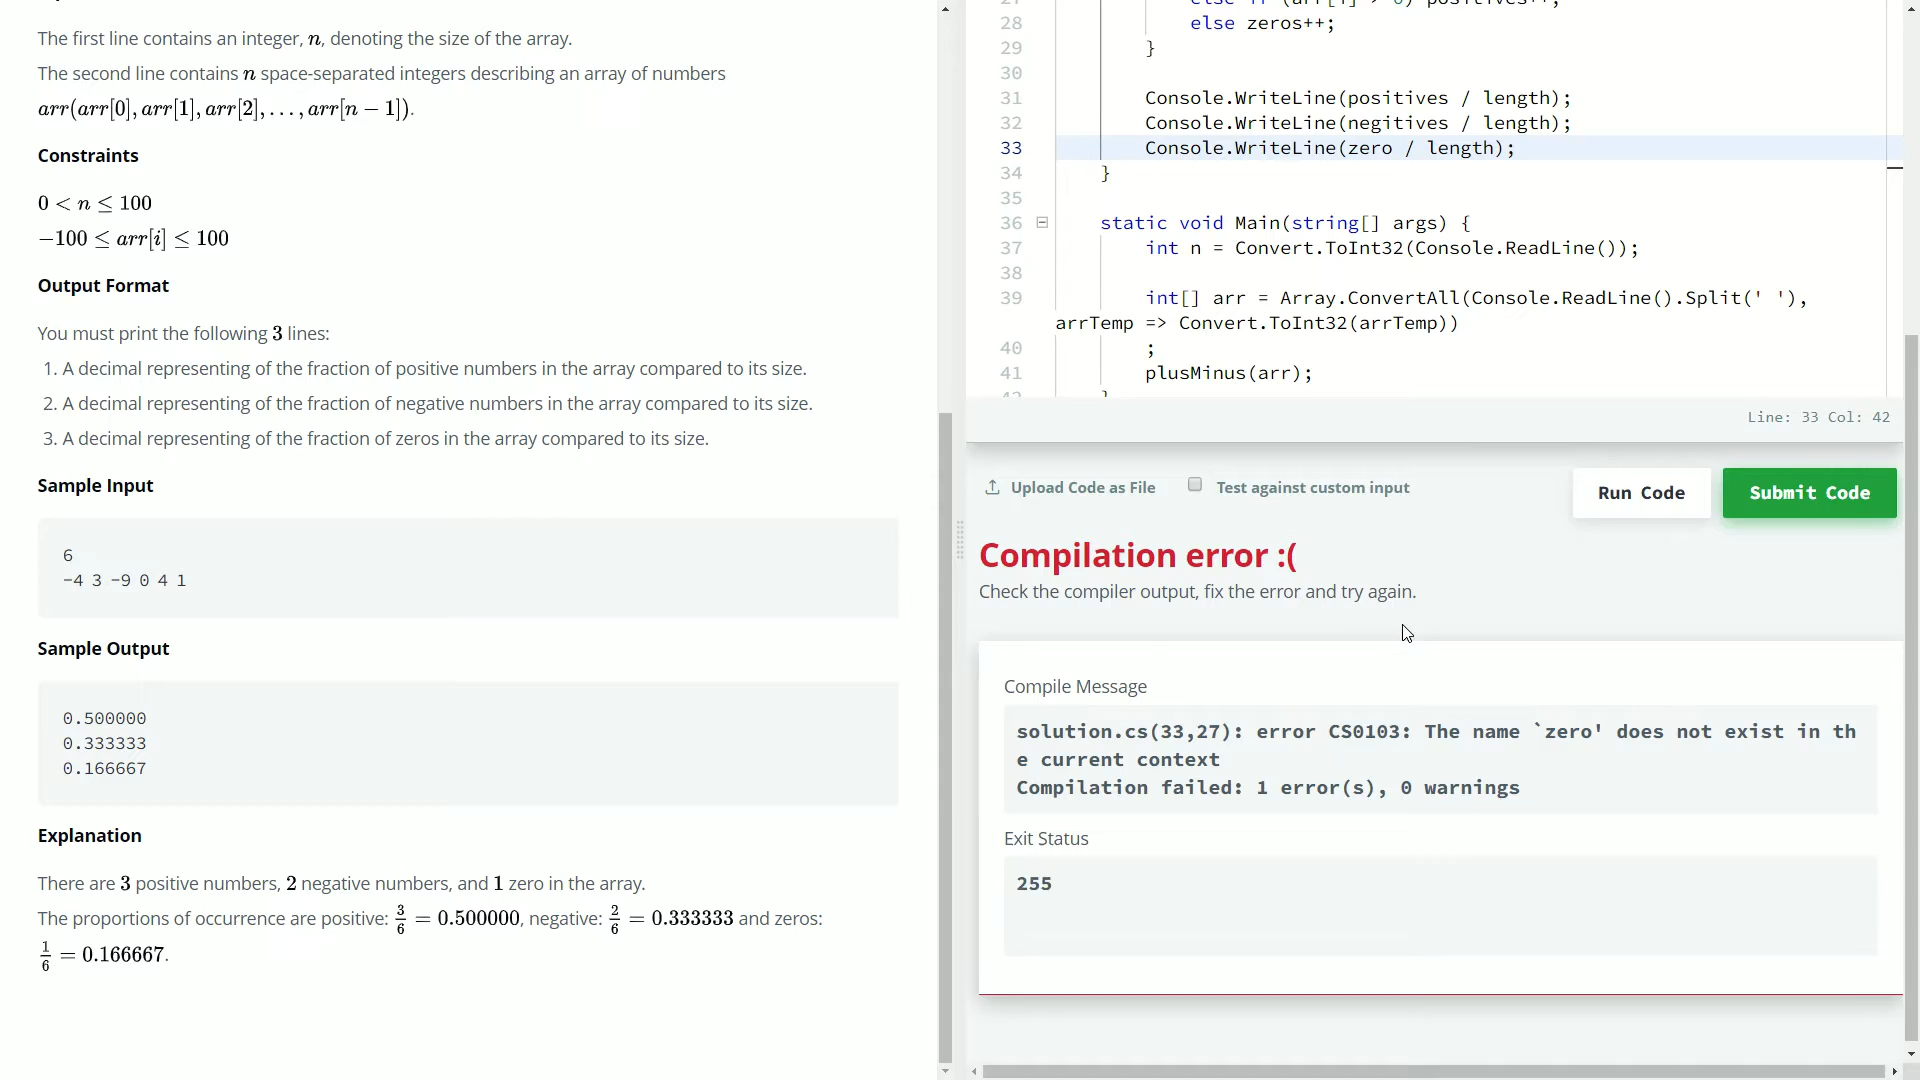 The first line contains an integer, n, denoting the size of the array.
The second line contains n space-separated integers describing an array of numbers
arr(arr[0], arr[1], arr[2], . . . , arr[n − 1]).
Constraints
0 < n ≤ 100
−100 ≤ arr[i] ≤ 100
Output Format
You must print the following 3 lines:
1. A decimal representing of the fraction of positive numbers in the array compared to its size.
2. A decimal representing of the fraction of negative numbers in the array compared to its size.
3. A decimal representing of the fraction of zeros in the array compared to its size.
Sample Input
6
-4 3 -9 0 4 1
Sample Output
0.500000
0.333333
0.166667
Explanation
There are 3 positive numbers, 2 negative numbers, and 1 zero in the array.
The proportions of occurrence are positive: 3/6 = 0.500000, negative: 2/6 = 0.333333 and zeros:
1/6 = 0.166667.
28 else zeros++;
29 }
30
31 Console.WriteLine(positives / length);
32 Console.WriteLine(negitives / length);
33 Console.WriteLine(zero / length);
34 }
35
36 static void Main(string[] args) {
37 int n = Convert.ToInt32(Console.ReadLine());
38
39 int[] arr = Array.ConvertAll(Console.ReadLine().Split(' '),
arrTemp => Convert.ToInt32(arrTemp))
40 ;
41 plusMinus(arr);
Line: 33 Col: 42
Upload Code as File Test against custom input Run Code Submit Code
Compilation error :(
Check the compiler output, fix the error and try again.
Compile Message
solution.cs(33,27): error CS0103: The name `zero' does not exist in th
e current context
Compilation failed: 1 error(s), 0 warnings
Exit Status
255